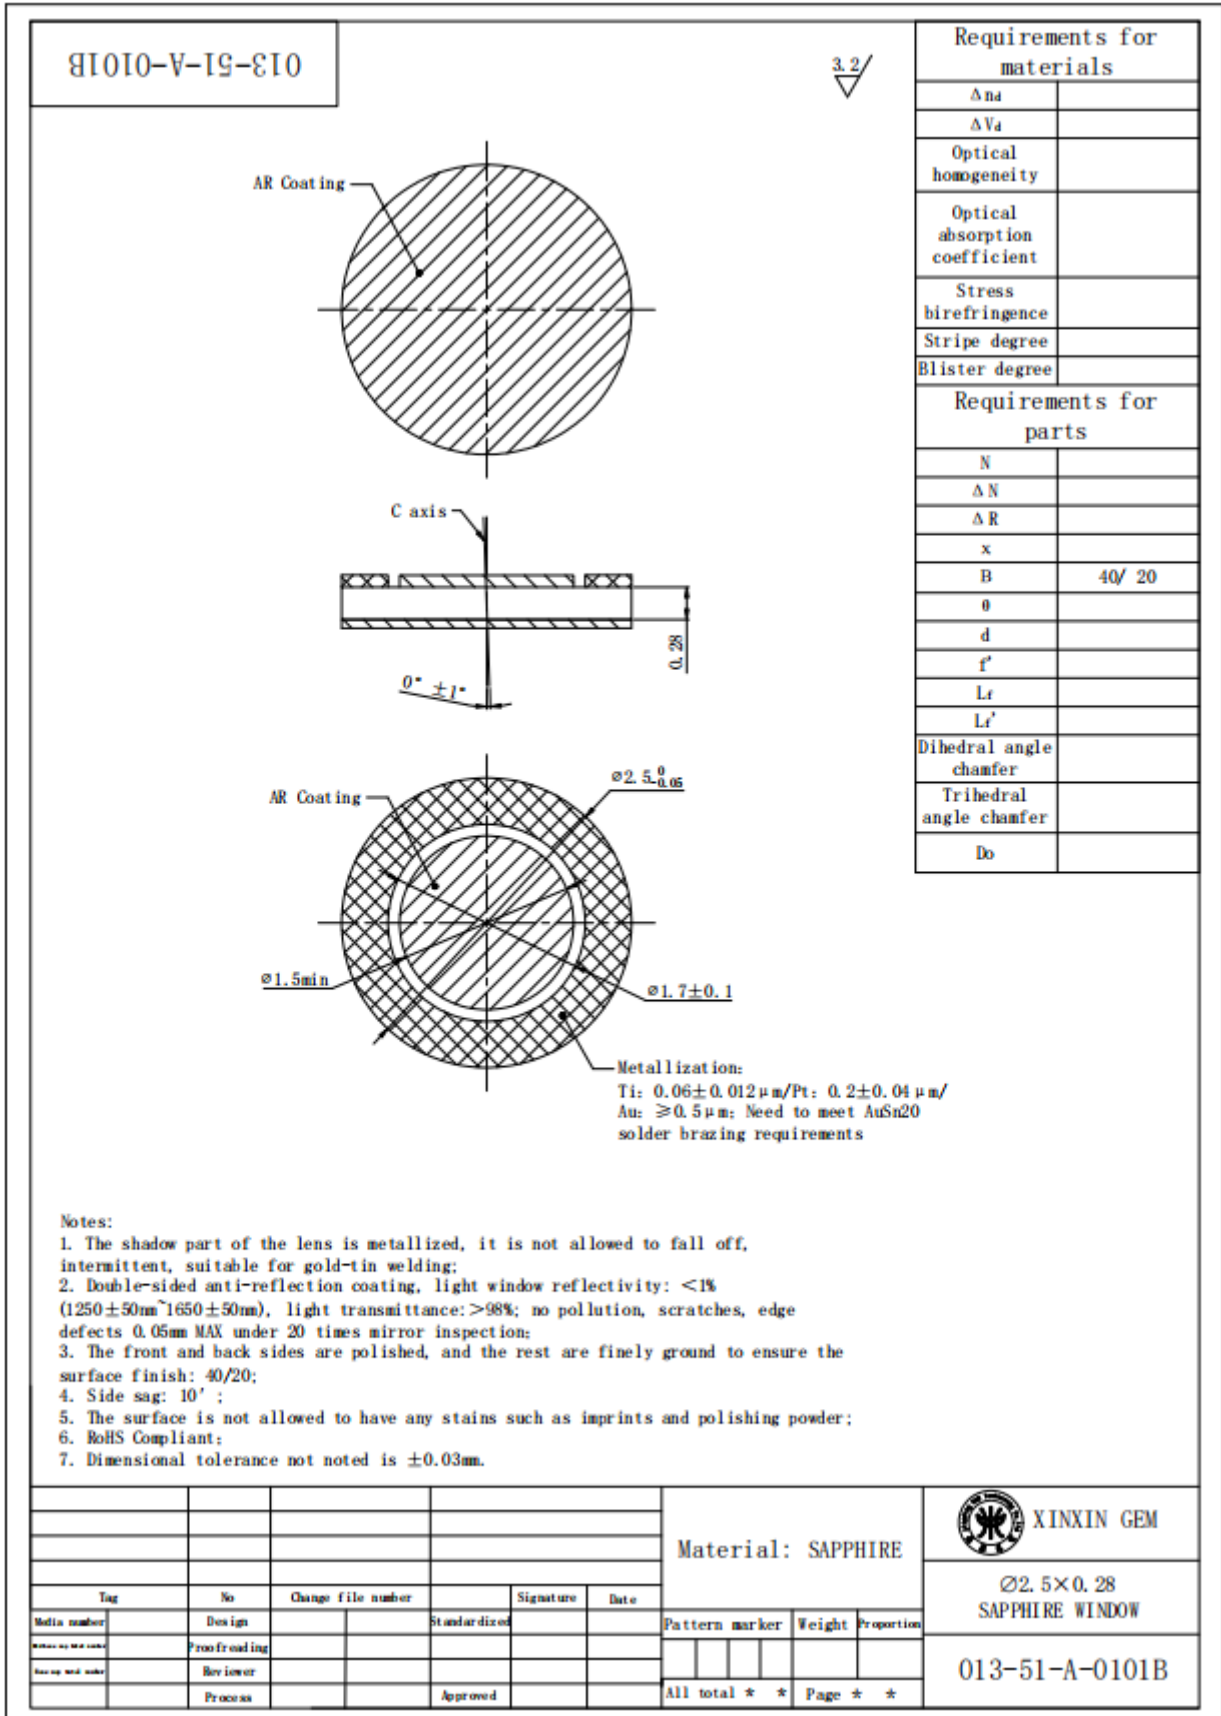 013-51-A-0101B
3.2
Requirements for
materials
Δnd
ΔVd
Optical
homogeneity
Optical
absorption
coefficient
Stress
birefringence
Stripe degree
Blister degree
Requirements for
parts
N
ΔN
ΔR
x
B 40/ 20
θ
d
f'
Lf
Lf'
Dihedral angle
chamfer
Trihedral
angle chamfer
Do
AR Coating
C axis
0.28
0° ±1°
AR Coating
⌀2.5 0 -0.05
⌀1.5min
⌀1.7±0.1
Metallization:
Ti: 0.06±0.012μm/Pt: 0.2±0.04μm/
Au: ≥0.5μm; Need to meet AuSn20
solder brazing requirements
Notes:
1. The shadow part of the lens is metallized, it is not allowed to fall off,
intermittent, suitable for gold-tin welding;
2. Double-sided anti-reflection coating, light window reflectivity: <1%
(1250±50nm~1650±50nm), light transmittance:>98%; no pollution, scratches, edge
defects 0.05mm MAX under 20 times mirror inspection;
3. The front and back sides are polished, and the rest are finely ground to ensure the
surface finish: 40/20;
4. Side sag: 10′ ;
5. The surface is not allowed to have any stains such as imprints and polishing powder;
6. RoHS Compliant;
7. Dimensional tolerance not noted is ±0.03mm.
Tag No Change file number Signature Date
Media number Design Standardized
Proofreading
Reviewer
Process Approved
Material: SAPPHIRE
Pattern marker Weight Proportion
All total * * Page * *
XINXIN GEM
∅2.5×0.28
SAPPHIRE WINDOW
013-51-A-0101B